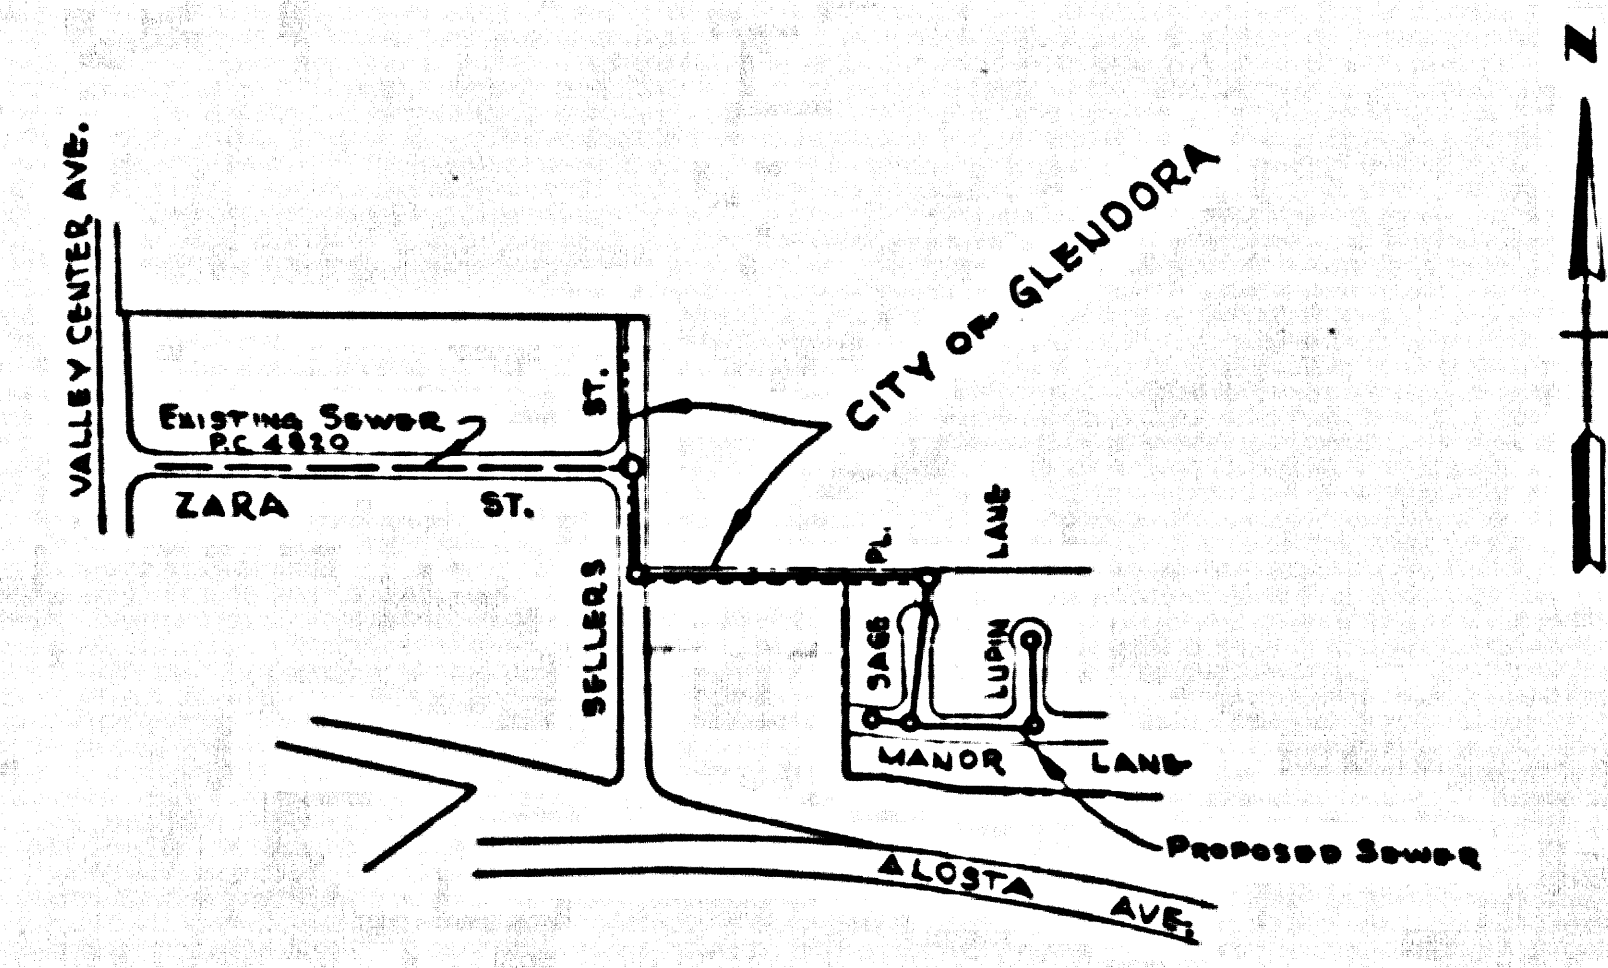 N
VALLEY CENTER AVE.
CITY OF GLENDORA
EXISTING SEWER
P.C 4820
ZARA ST.
SELLERS ST.
SAGE PL.
LUPIN LANE
MANOR LANE
PROPOSED SEWER
ALOSTA AVE.